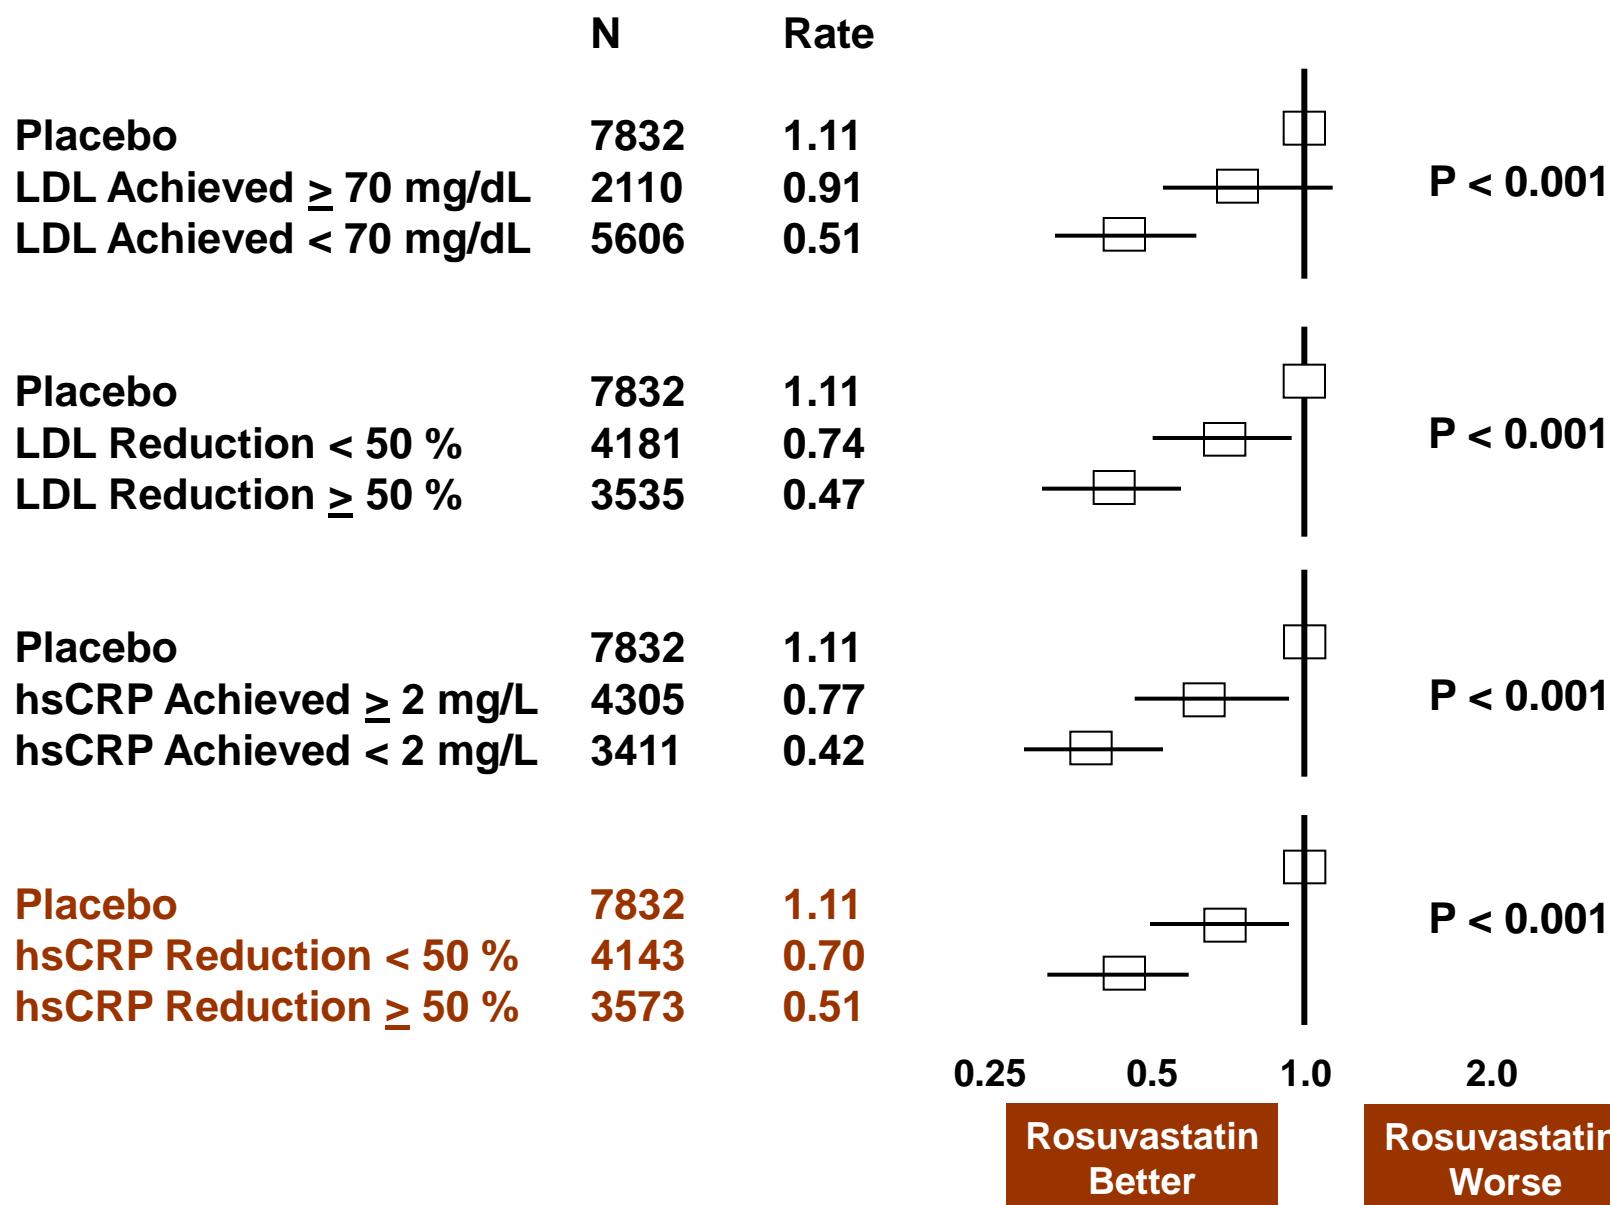 N Rate
Placebo 7832 1.11
LDL Achieved ≥ 70 mg/dL 2110 0.91 P < 0.001
LDL Achieved < 70 mg/dL 5606 0.51
Placebo 7832 1.11
LDL Reduction < 50 % 4181 0.74 P < 0.001
LDL Reduction ≥ 50 % 3535 0.47
Placebo 7832 1.11
hsCRP Achieved ≥ 2 mg/L 4305 0.77 P < 0.001
hsCRP Achieved < 2 mg/L 3411 0.42
Placebo 7832 1.11 P < 0.001
hsCRP Reduction < 50 % 4143 0.70
hsCRP Reduction ≥ 50 % 3573 0.51
0.25 0.5 1.0 2.0
Rosuvastatin Rosuvastatin
Better Worse